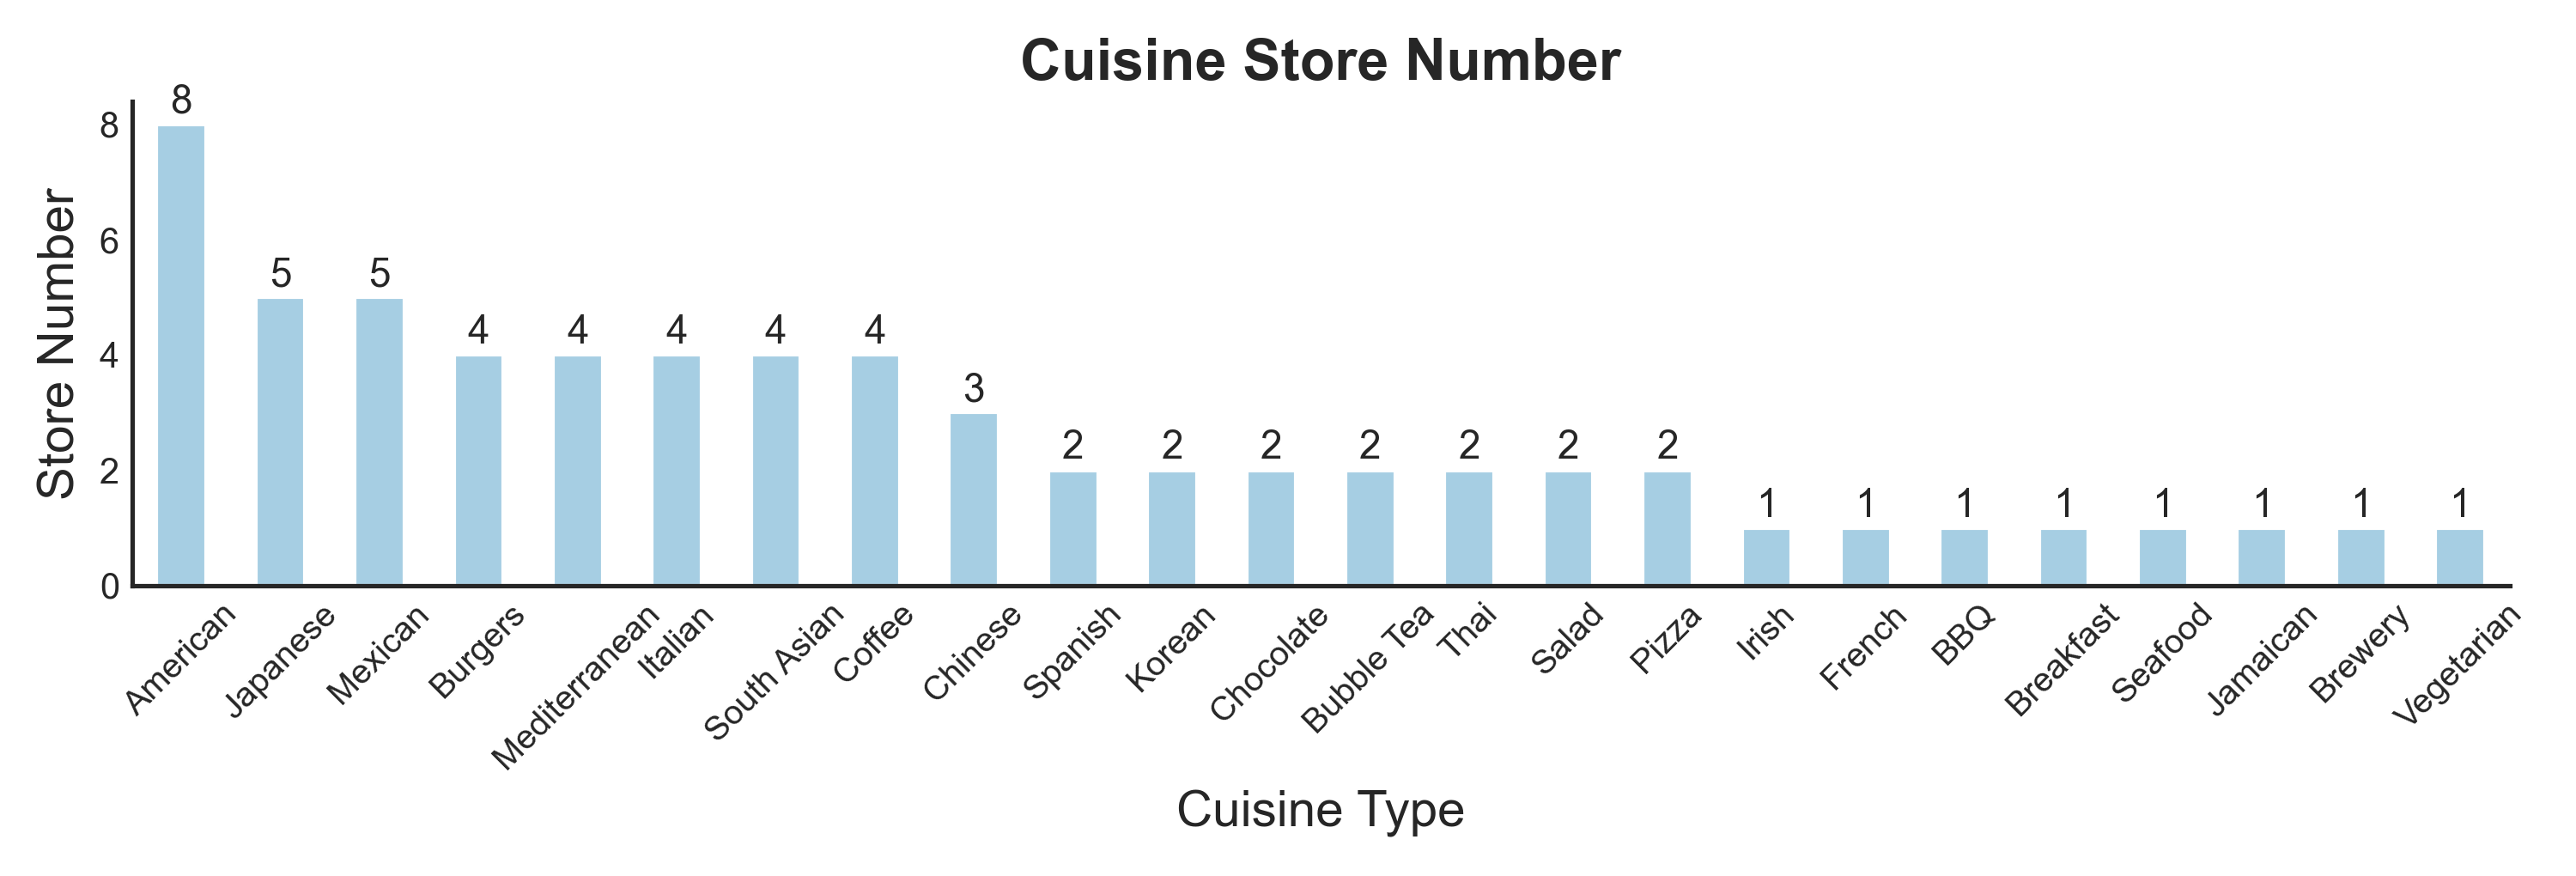 Cuisine Store Number
8
6
4
2
0
Store Number
8
5
5
4
4
4
4
4
3
2
2
2
2
2
2
2
1
1
1
1
1
1
1
1
American
Japanese
Mexican
Burgers
Mediterranean
Italian
South Asian
Coffee
Chinese
Spanish
Korean
Chocolate
Bubble Tea
Thai
Salad
Pizza
Irish
French
BBQ
Breakfast
Seafood
Jamaican
Brewery
Vegetarian
Cuisine Type